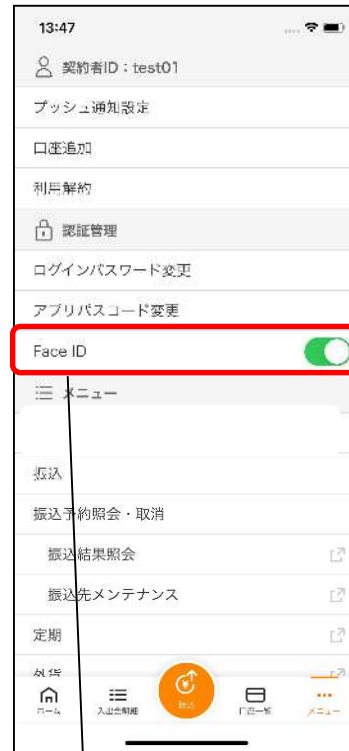 13:47
契約者ID：test01
プッシュ通知設定
口座追加
利用解約
認証管理
ログインパスワード変更
アプリパスコード変更
Face ID
メニュー
振込
振込予約照会・取消
振込結果照会
振込先メンテナンス
定期
外貨
ホーム
入出金明細
振込
口座一覧
メニュー